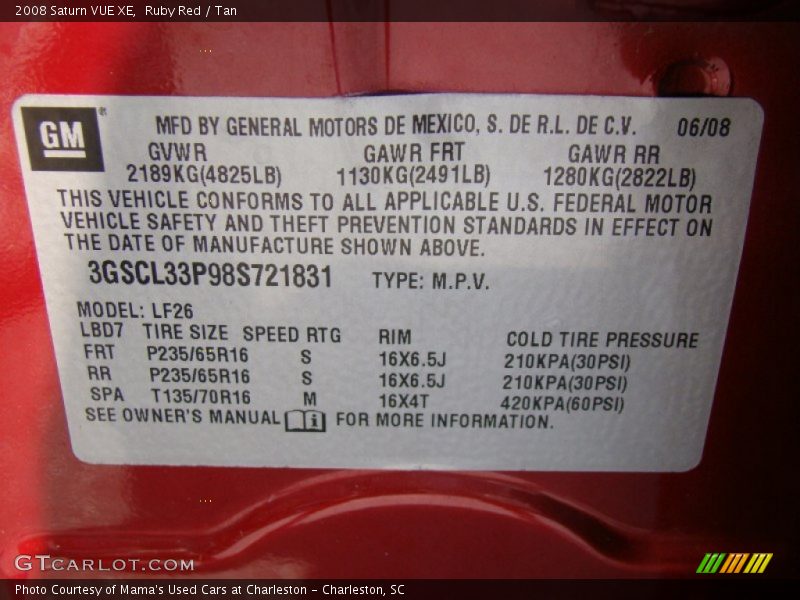 2008 Saturn VUE XE,  Ruby Red / Tan
GM®
MFD BY GENERAL MOTORS DE MEXICO, S. DE R.L. DE C.V. 06/08
GVWR GAWR FRT GAWR RR
2189KG(4825LB) 1130KG(2491LB) 1280KG(2822LB)
THIS VEHICLE CONFORMS TO ALL APPLICABLE U.S. FEDERAL MOTOR
VEHICLE SAFETY AND THEFT PREVENTION STANDARDS IN EFFECT ON
THE DATE OF MANUFACTURE SHOWN ABOVE.
3GSCL33P98S721831 TYPE: M.P.V.
MODEL: LF26
LBD7 TIRE SIZE SPEED RTG RIM COLD TIRE PRESSURE
FRT P235/65R16 S 16X6.5J 210KPA(30PSI)
RR P235/65R16 S 16X6.5J 210KPA(30PSI)
SPA T135/70R16 M 16X4T 420KPA(60PSI)
SEE OWNER'S MANUAL i FOR MORE INFORMATION.
GTCARLOT.COM
Photo Courtesy of Mama's Used Cars at Charleston - Charleston, SC